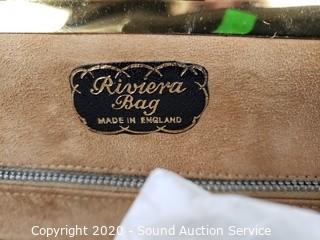 Riviera
Bag
MADE IN ENGLAND
Copyright 2020 - Sound Auction Service